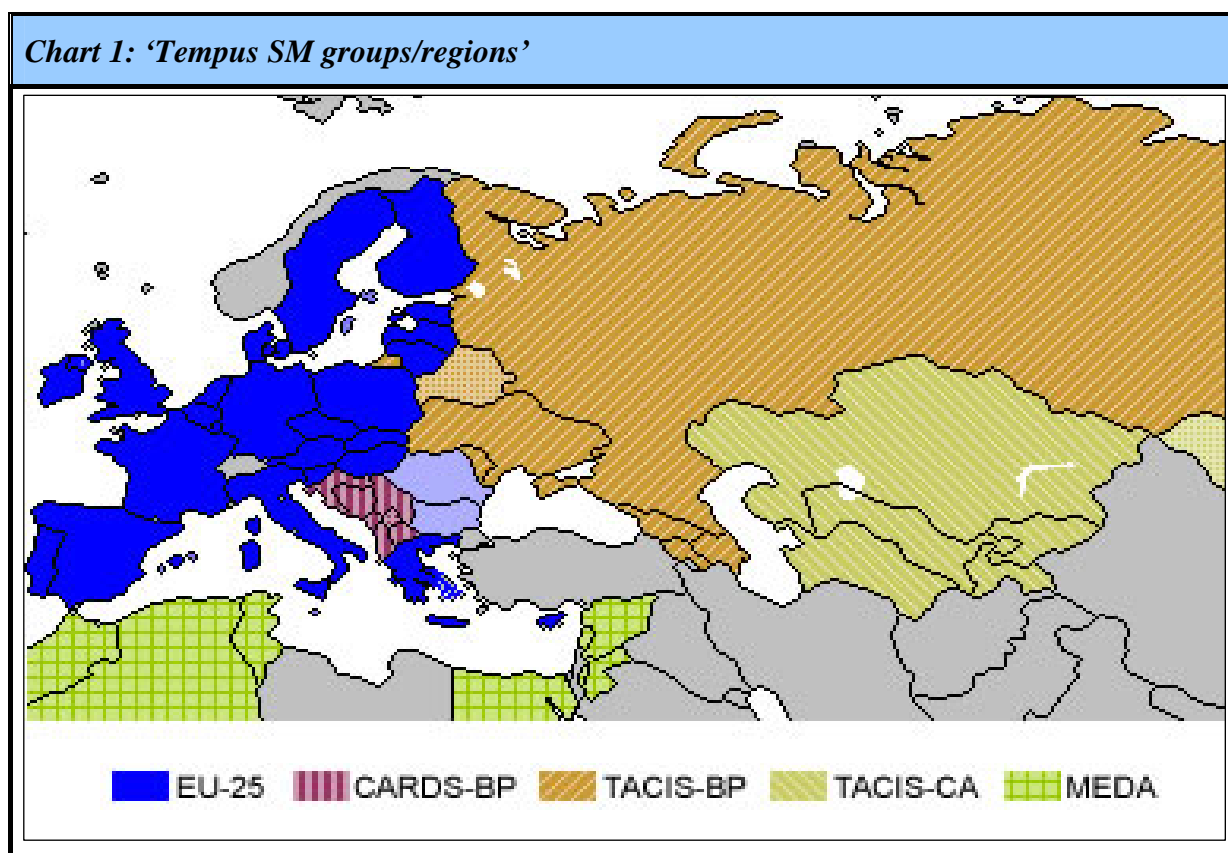 Chart 1: ‘Tempus SM groups/regions’
EU-25 CARDS-BP TACIS-BP TACIS-CA MEDA